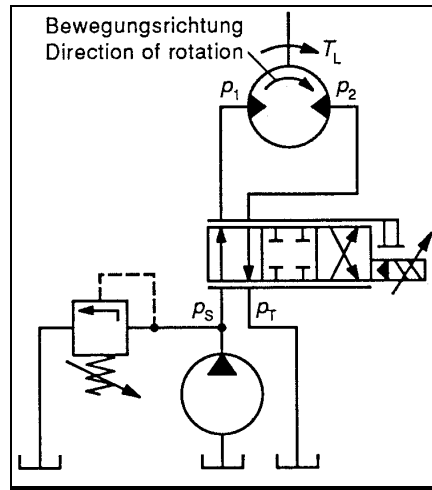 Bewegungsrichtung
Direction of rotation
T_L
p_1
p_2
p_S
p_T